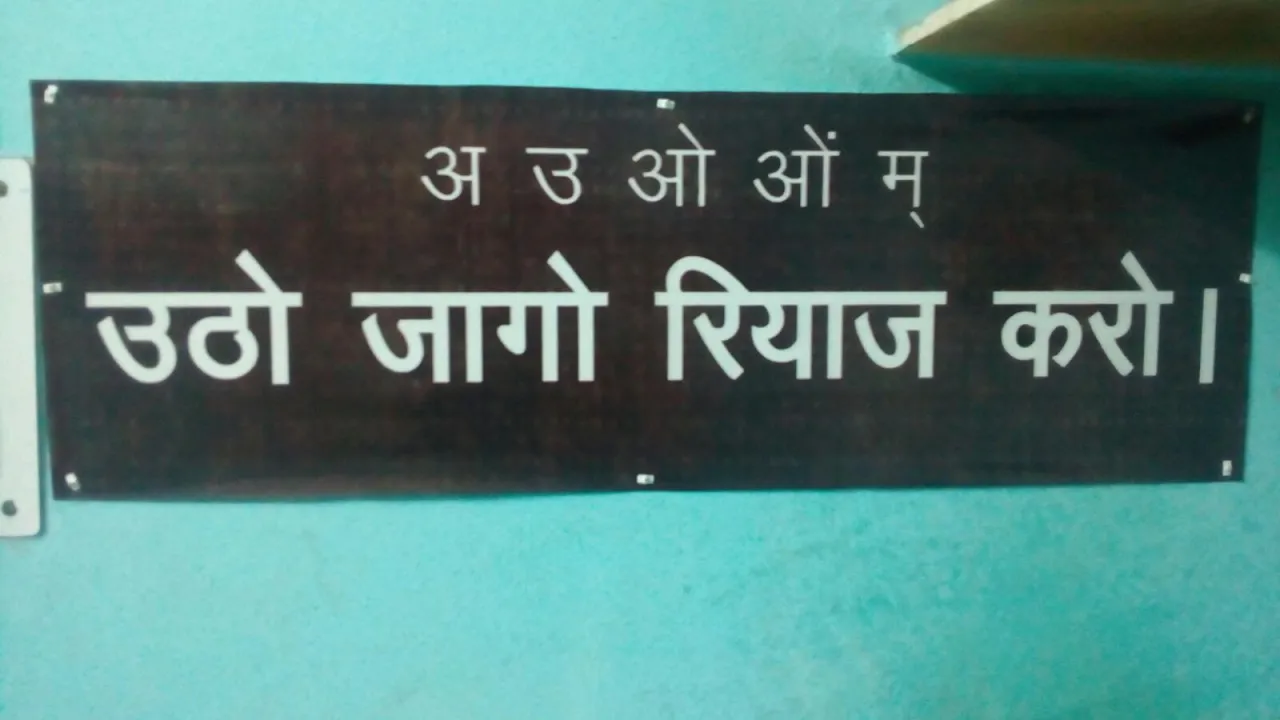 अ उ ओ ओं म्
उठो जागो रियाज करो।